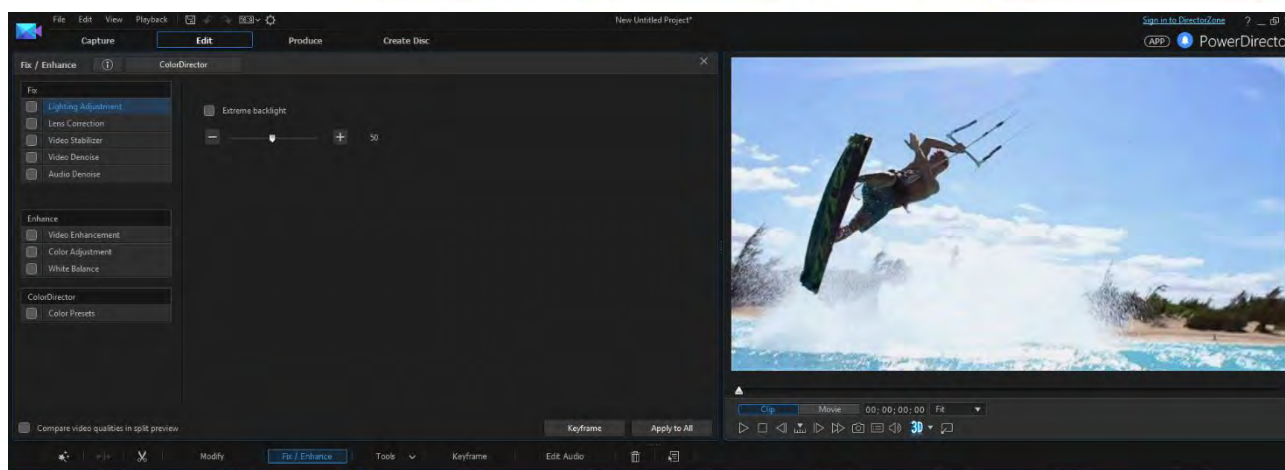 File Edit View Playback 16:9 New Untitled Project* Sign in to DirectorZone ? _
Capture Edit Produce Create Disc APP PowerDirecto
Fix / Enhance i ColorDirector ×
Fix
Lighting Adjustment
Lens Correction
Video Stabilizer
Video Denoise
Audio Denoise
Extreme backlight
50
Enhance
Video Enhancement
Color Adjustment
White Balance
ColorDirector
Color Presets
Compare video qualities in split preview
Keyframe Apply to All
Clip Movie 00;00;00;00 Fit
3D
Modify Fix / Enhance Tools Keyframe Edit Audio